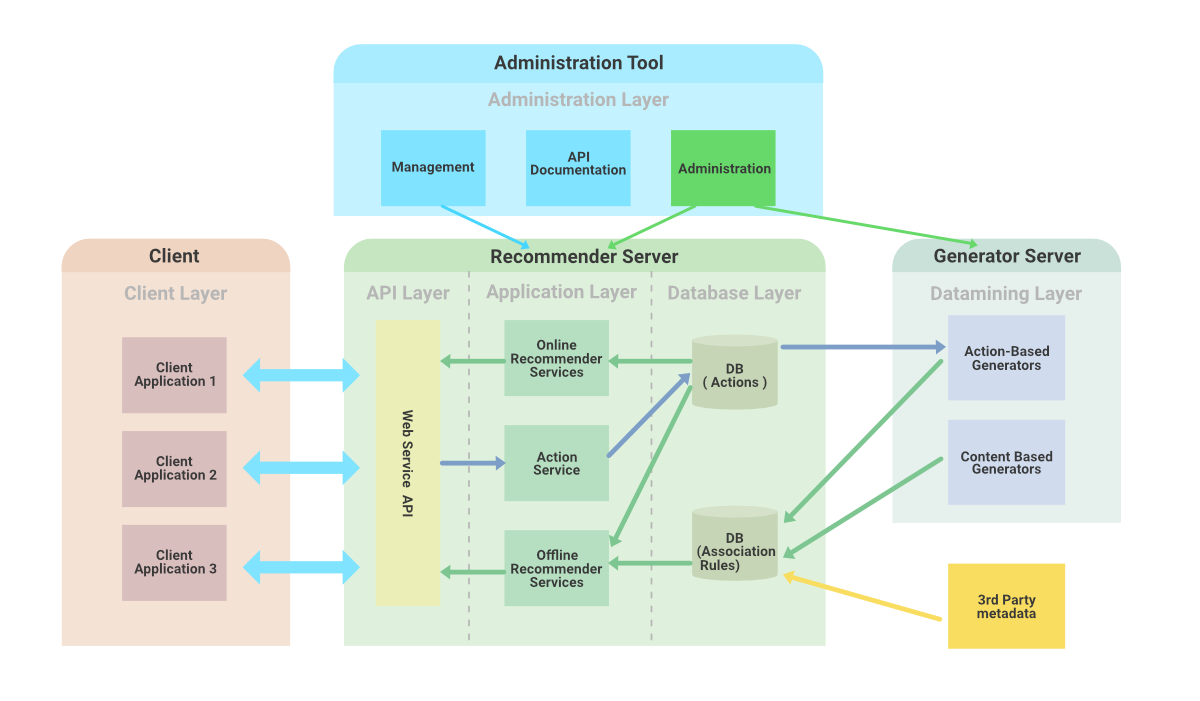 Administration Tool
Administration Layer
Management
API
Documentation
Administration
Client
Client Layer
Client
Application 1
Client
Application 2
Client
Application 3
Recommender Server
API Layer
Application Layer
Database Layer
Web Service API
Online
Recommender
Services
Action
Service
Offline
Recommender
Services
DB
( Actions )
DB
(Association
Rules)
Generator Server
Datamining Layer
Action-Based
Generators
Content Based
Generators
3rd Party
metadata